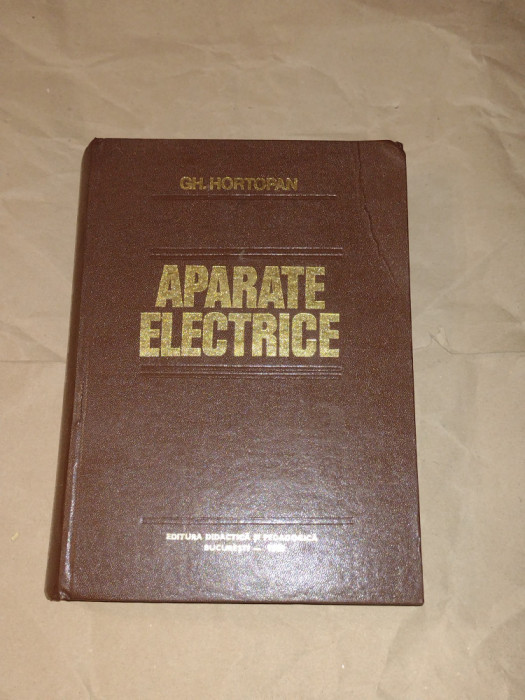 GH. HORTOPAN
APARATE
ELECTRICE
EDITURA DIDACTICĂ ȘI PEDAGOGICĂ
BUCUREȘTI —